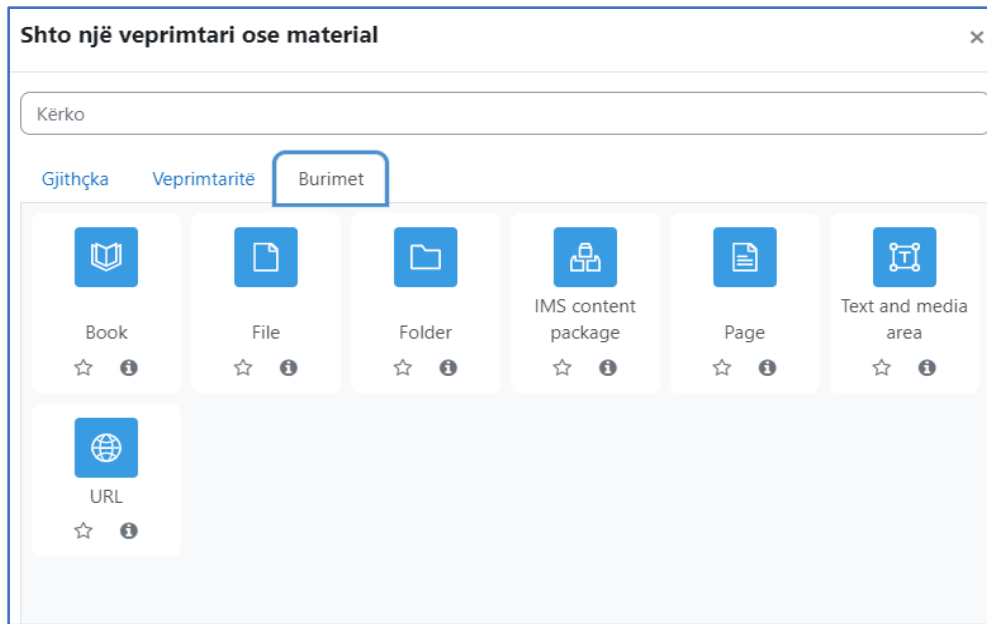 Shto një veprimtari ose material
Kërko
Gjithçka Veprimtaritë Burimet
Book File Folder IMS content package Page Text and media area
URL